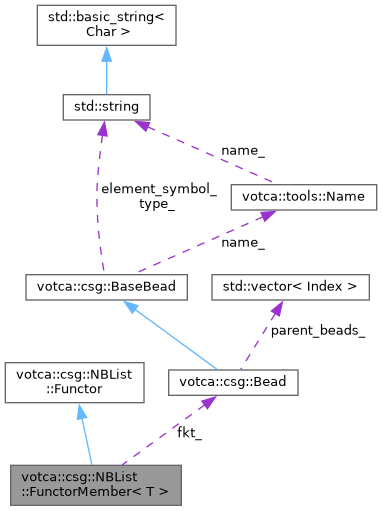 std::basic_string<
Char >
std::string
name_
element_symbol_
type_
votca::tools::Name
name_
votca::csg::BaseBead
std::vector< Index >
parent_beads_
votca::csg::NBList
::Functor
votca::csg::Bead
fkt_
votca::csg::NBList
::FunctorMember< T >